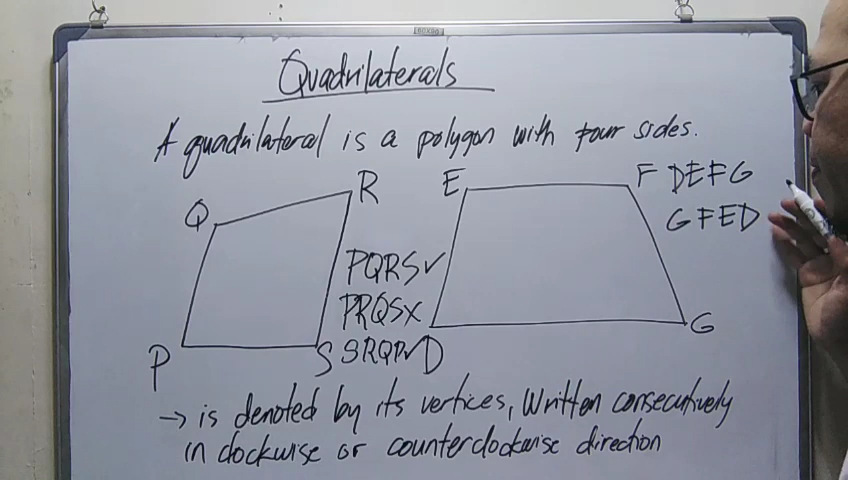 Quadrilaterals
A quadrilateral is a polygon with four sides.
Q
R
E
F
DEFG
GFED
PQRS✓
PRQSX
SRQP✓
P
S
D
G
→ is denoted by its vertices, written consecutively
in clockwise or counterclockwise direction